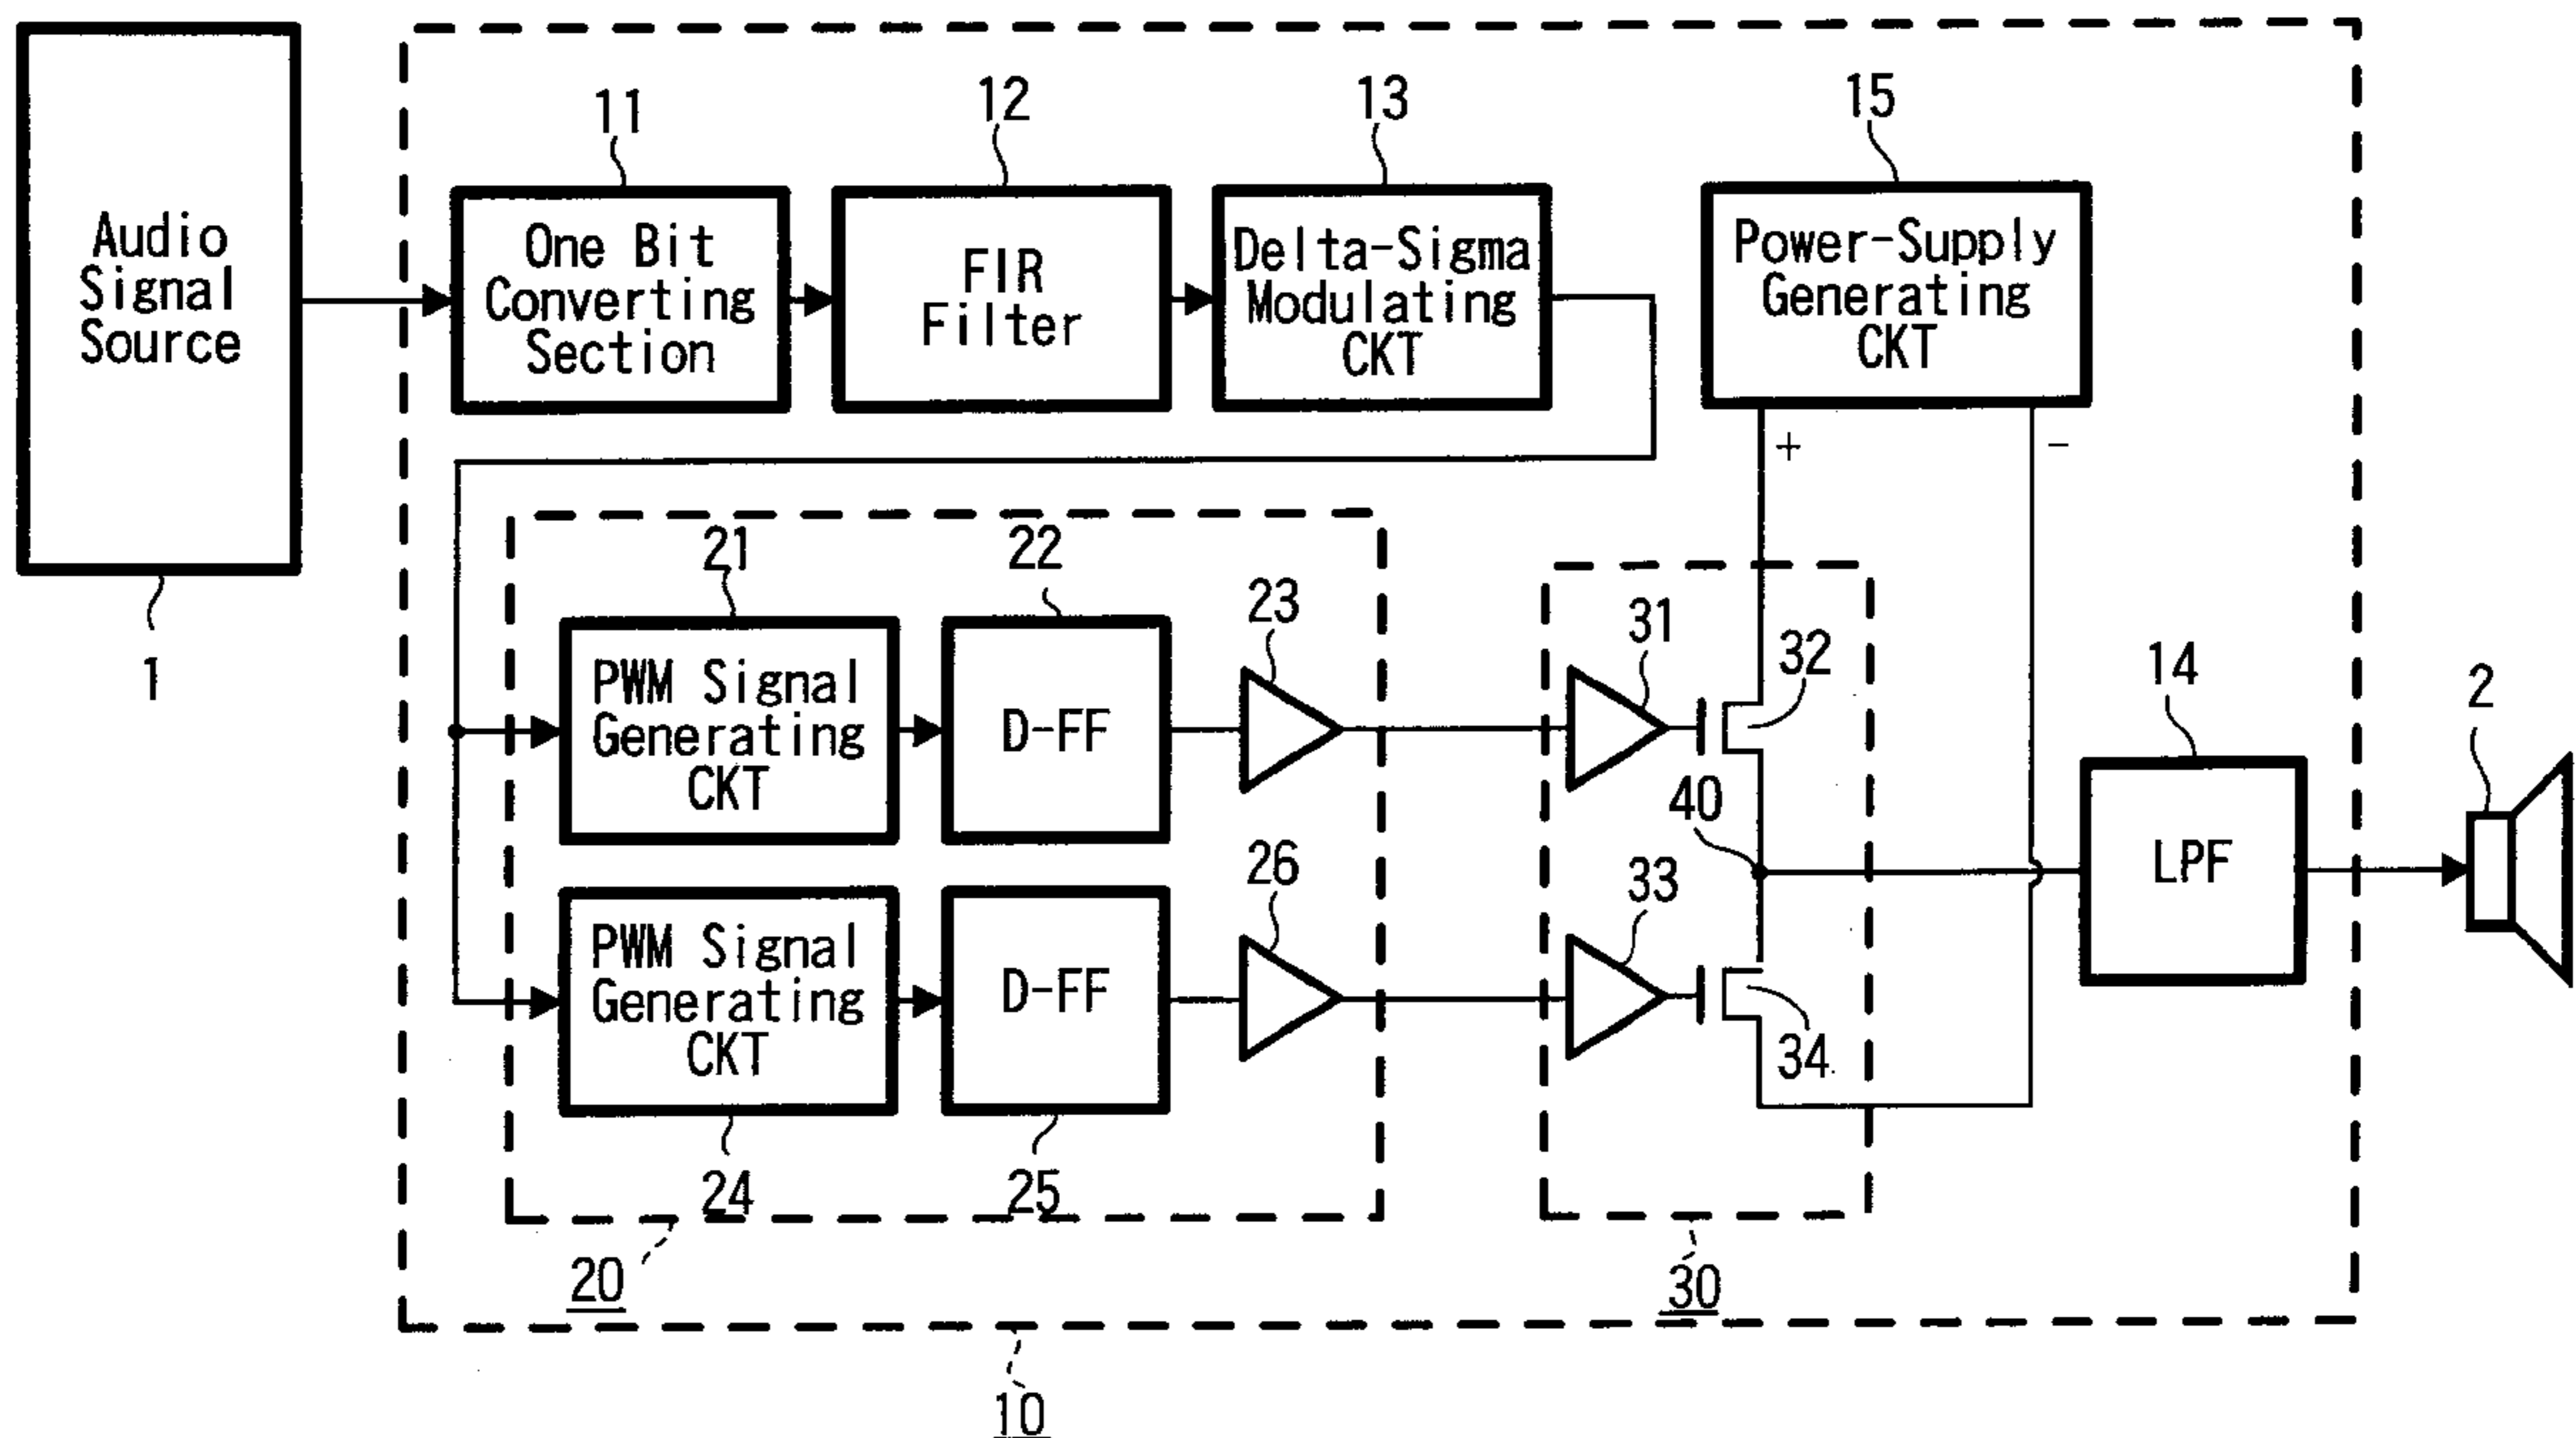 Audio
Signal
Source
1
11
12
13
15
One Bit
Converting
Section
FIR
Filter
Delta-Sigma
Modulating
CKT
Power-Supply
Generating
CKT
+
-
21
22
23
PWM Signal
Generating
CKT
D-FF
31
32
40
14
2
LPF
PWM Signal
Generating
CKT
D-FF
26
33
34
24
25
20
30
10